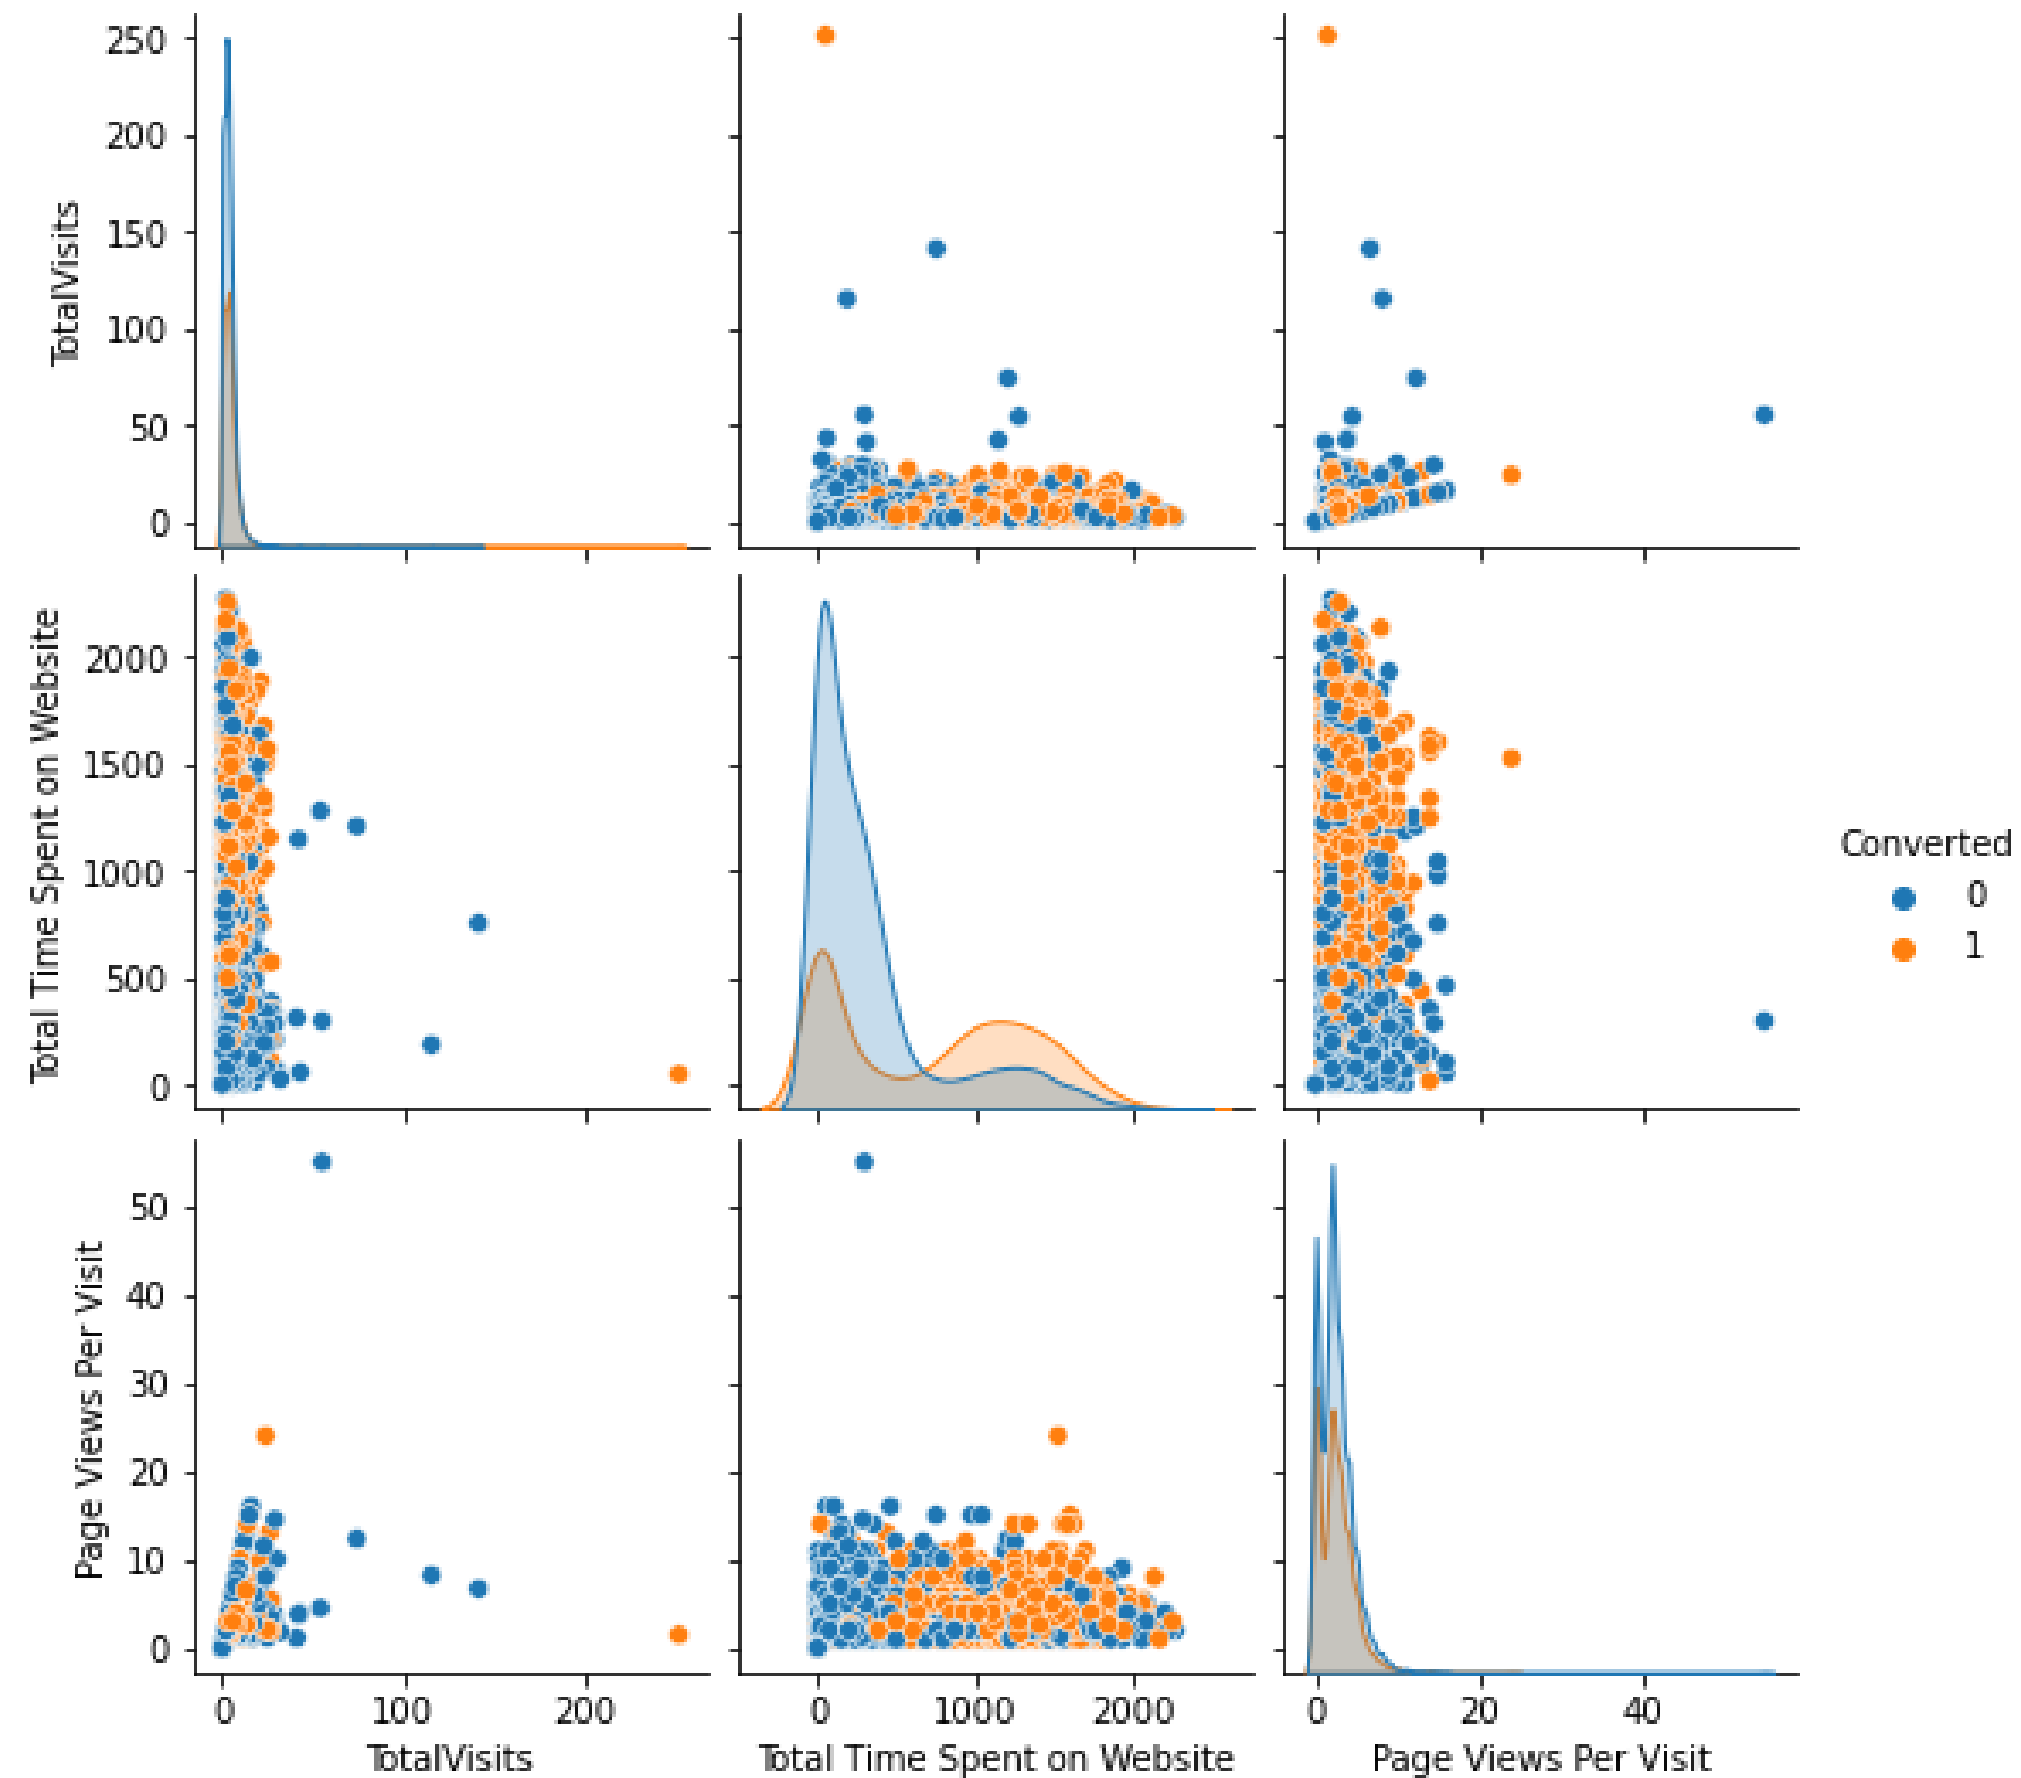 250
200
150
100
50
0
TotalVisits
2000
1500
1000
500
0
Total Time Spent on Website
Converted
0
1
50
40
30
20
10
0
Page Views Per Visit
0 100 200
0 1000 2000
0 20 40
TotalVisits
Total Time Spent on Website
Page Views Per Visit